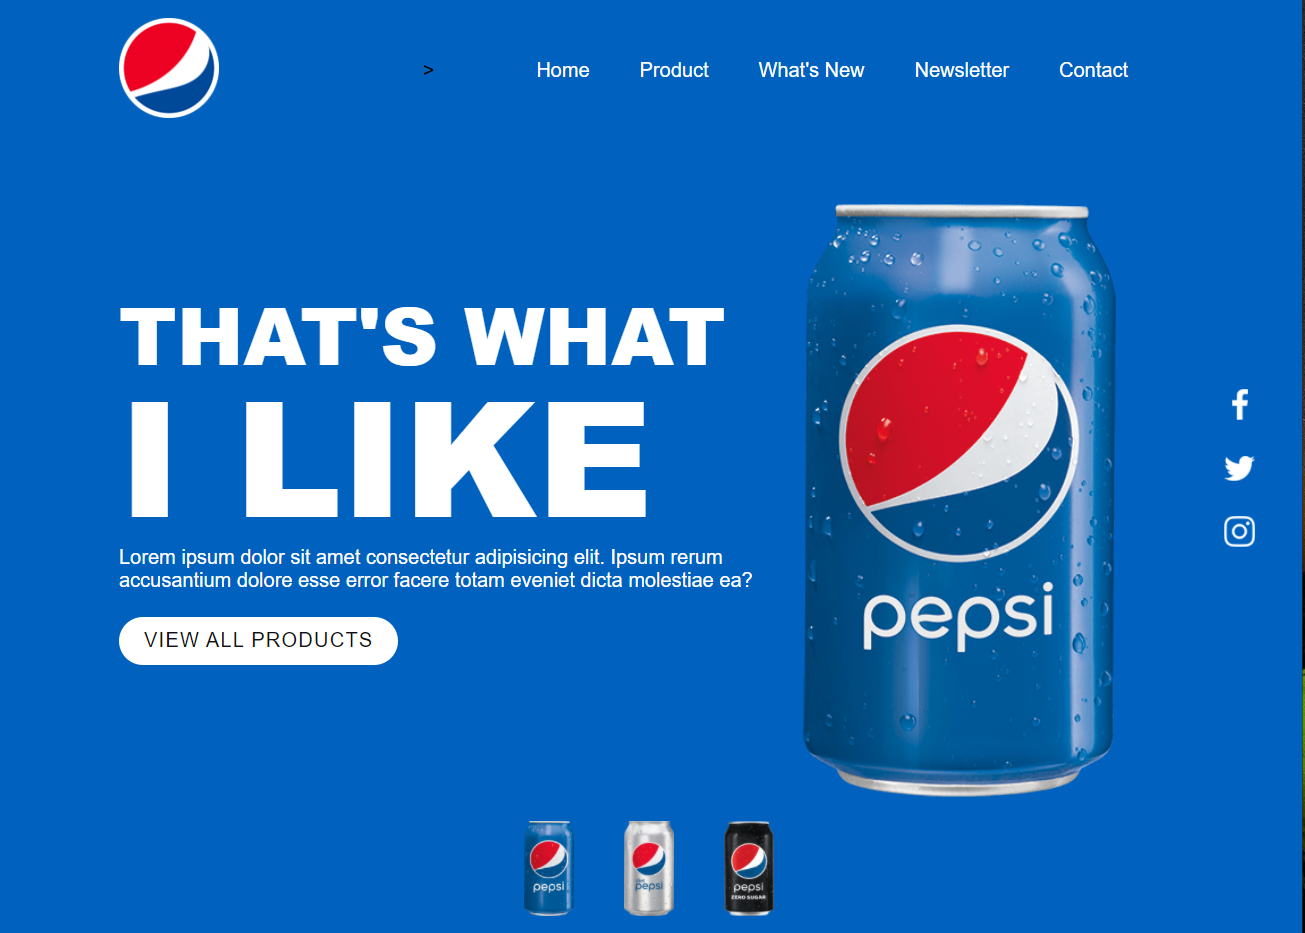 >
Home
Product
What's New
Newsletter
Contact
THAT'S WHAT
I LIKE
Lorem ipsum dolor sit amet consectetur adipisicing elit. Ipsum rerum
accusantium dolore esse error facere totam eveniet dicta molestiae ea?
VIEW ALL PRODUCTS
pepsi
pepsi
diet
pepsi
pepsi
ZERO SUGAR